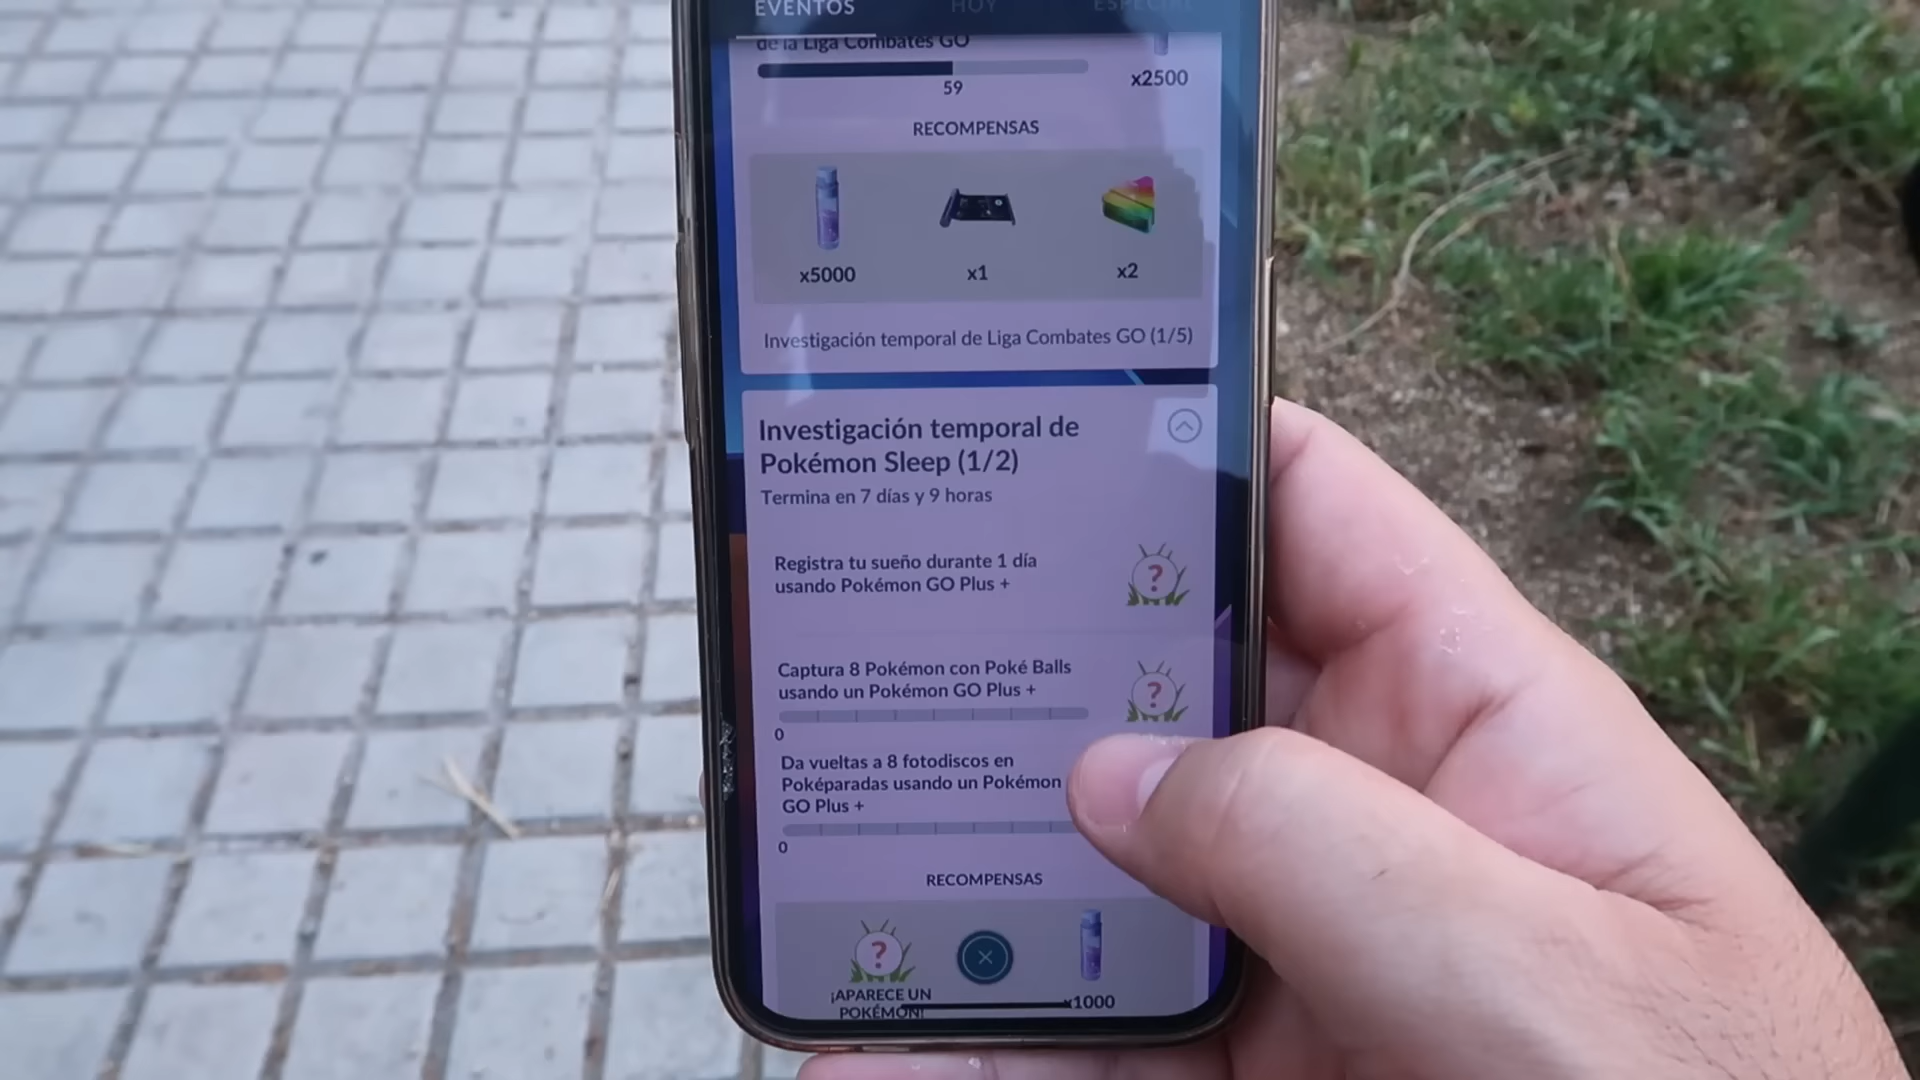 EVENTOS HOY ESPECIAL
de la Liga Combates GO
x2500
59
RECOMPENSAS
x5000 x1 x2
Investigación temporal de Liga Combates GO (1/5)
Investigación temporal de
Pokémon Sleep (1/2)
Termina en 7 días y 9 horas
Registra tu sueño durante 1 día
usando Pokémon GO Plus +
?
Captura 8 Pokémon con Poké Balls
usando un Pokémon GO Plus +
?
0
Da vueltas a 8 fotodiscos en
Poképaradas usando un Pokémon
GO Plus +
0
RECOMPENSAS
?
¡APARECE UN
POKÉMON!
x1000